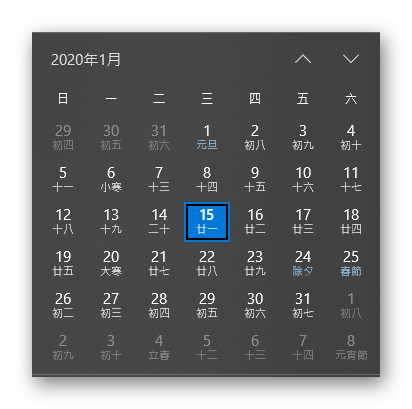 2020年1月
日 一 二 三 四 五 六
29 30 31 1 2 3 4
初四 初五 初六 元旦 初八 初九 初十
5 6 7 8 9 10 11
十一 小寒 十三 十四 十五 十六 十七
12 13 14 15 16 17 18
十八 十九 二十 廿一 廿二 廿三 廿四
19 20 21 22 23 24 25
廿五 大寒 廿七 廿八 廿九 除夕 春節
26 27 28 29 30 31 1
初二 初三 初四 初五 初六 初七 初八
2 3 4 5 6 7 8
初九 初十 立春 十二 十三 十四 元宵節